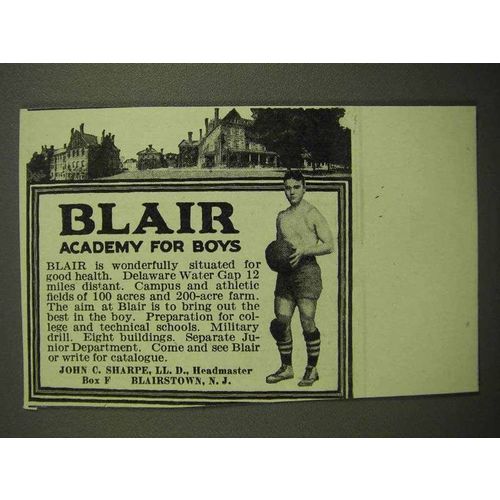 BLAIR
ACADEMY FOR BOYS
BLAIR is wonderfully situated for
good health. Delaware Water Gap 12
miles distant. Campus and athletic
fields of 100 acres and 200-acre farm.
The aim at Blair is to bring out the
best in the boy. Preparation for col-
lege and technical schools. Military
drill. Eight buildings. Separate Ju-
nior Department. Come and see Blair
or write for catalogue.
JOHN C. SHARPE, LL. D., Headmaster
Box F BLAIRSTOWN, N. J.